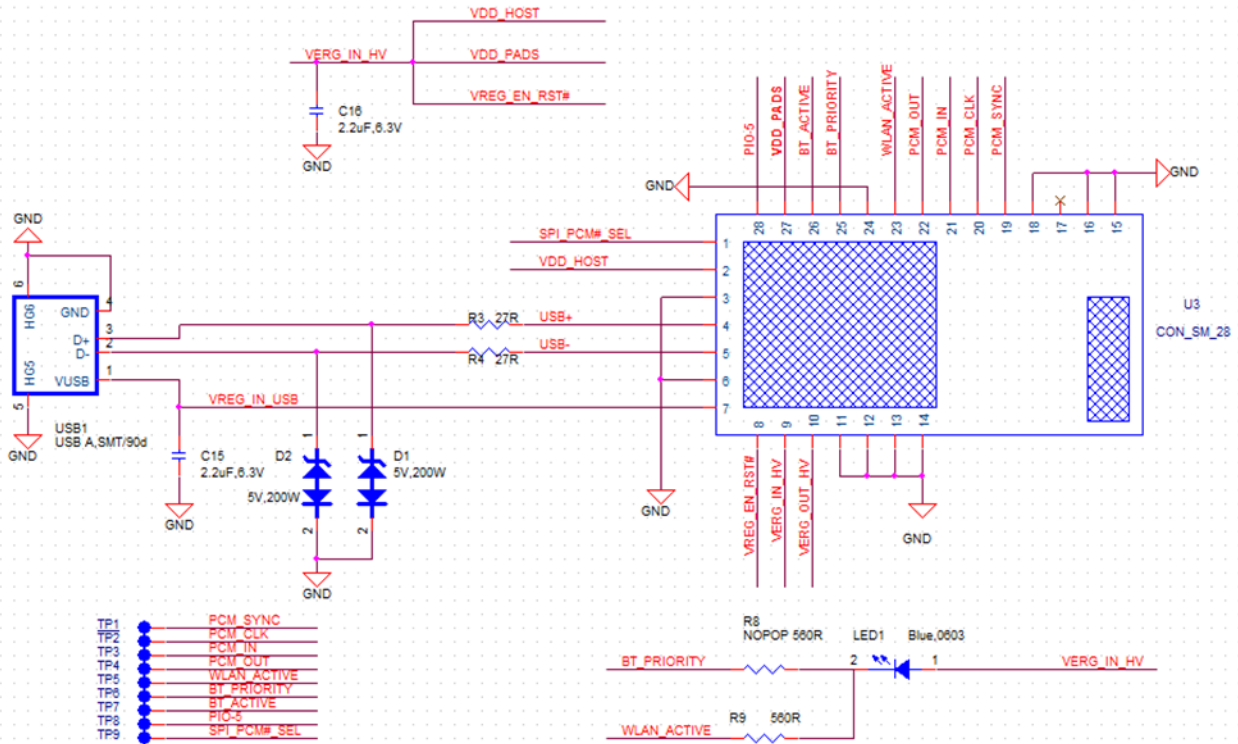 VDD_HOST
VERG_IN_HV
VDD_PADS
VREG_EN_RST#
C16
2.2uF,6.3V
GND
PIO-5
VDD_PADS
BT_ACTIVE
BT_PRIORITY
WLAN_ACTIVE
PCM_OUT
PCM_IN
PCM_CLK
PCM_SYNC
GND
GND
28
27
26
25
24
23
22
21
20
19
18
17
16
15
GND
SPI_PCM#_SEL
1
VDD_HOST
2
3
USB+
4
USB-
5
6
7
U3
CON_SM_28
6
HG6
GND
4
D+
3
D-
2
VUSB
1
HG5
5
R3
27R
R4
27R
VREG_IN_USB
USB1
USB A,SMT/90d
GND
C15
2.2uF,6.3V
GND
D2
1
5V,200W
2
D1
1
5V,200W
2
GND
GND
8
9
10
11
12
13
14
VREG_EN_RST#
VERG_IN_HV
VERG_OUT_HV
GND
TP1
PCM_SYNC
TP2
PCM_CLK
TP3
PCM_IN
TP4
PCM_OUT
TP5
WLAN_ACTIVE
TP6
BT_PRIORITY
TP7
BT_ACTIVE
TP8
PIO-5
TP9
SPI_PCM#_SEL
R8
NOPOP 560R
LED1
Blue,0603
BT_PRIORITY
2
1
VERG_IN_HV
R9
560R
WLAN_ACTIVE